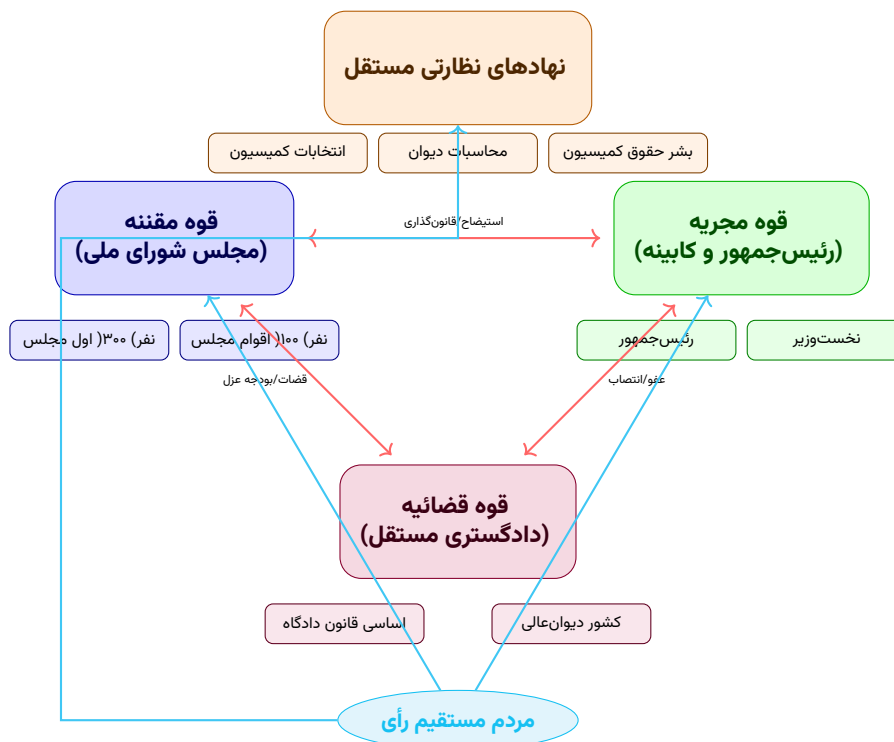 نهادهای نظارتی مستقل
بشر حقوق کمیسیون
محاسبات دیوان
انتخابات کمیسیون
قوه مجریه
(رئیس‌جمهور و کابینه)
استیضاح/قانون‌گذاری
قوه مقننه
(مجلس شورای ملی)
نخست‌وزیر
رئیس‌جمهور
نفر) ۱۰۰( اقوام مجلس
نفر) ۳۰۰( اول مجلس
عفو/انتصاب
قضات/بودجه عزل
قوه قضائیه
(دادگستری مستقل)
کشور دیوان‌عالی
اساسی قانون دادگاه
مردم مستقیم رأی